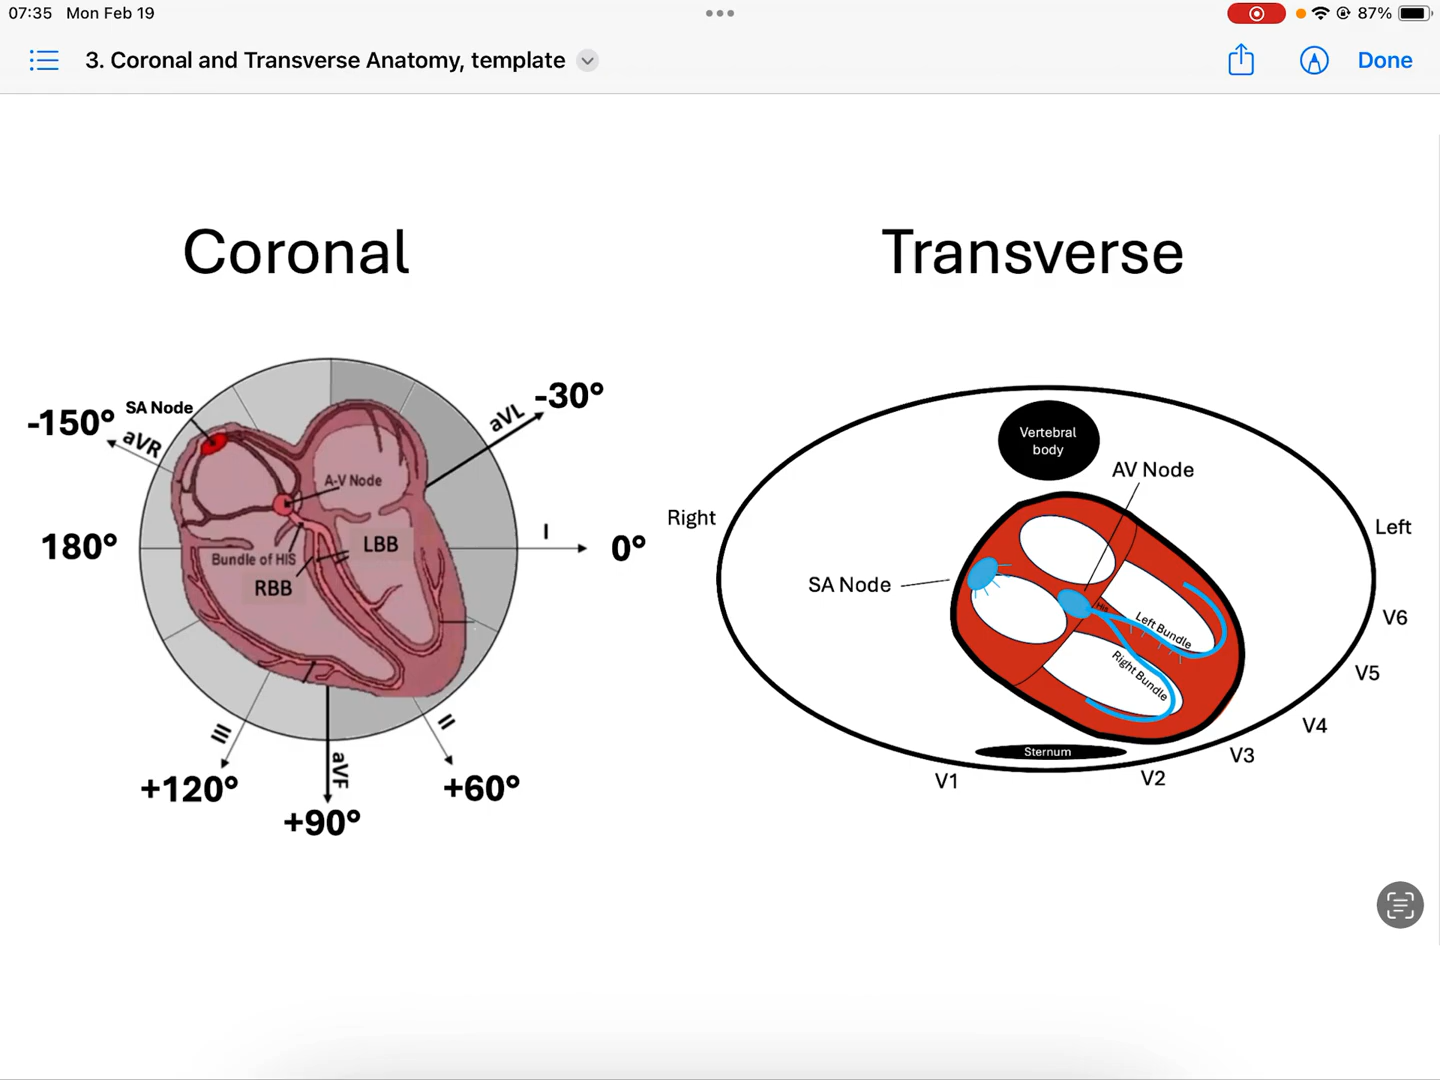 07:35 Mon Feb 19
87%
3. Coronal and Transverse Anatomy, template
Done
Coronal
Transverse
-150°
aVR
SA Node
aVL
-30°
A-V Node
180°
Bundle of HIS
LBB
RBB
I
0°
III
+120°
aVF
+90°
II
+60°
Vertebral
body
AV Node
Right
Left
SA Node
His
Left Bundle
Right Bundle
V6
V5
V4
V3
V2
V1
Sternum